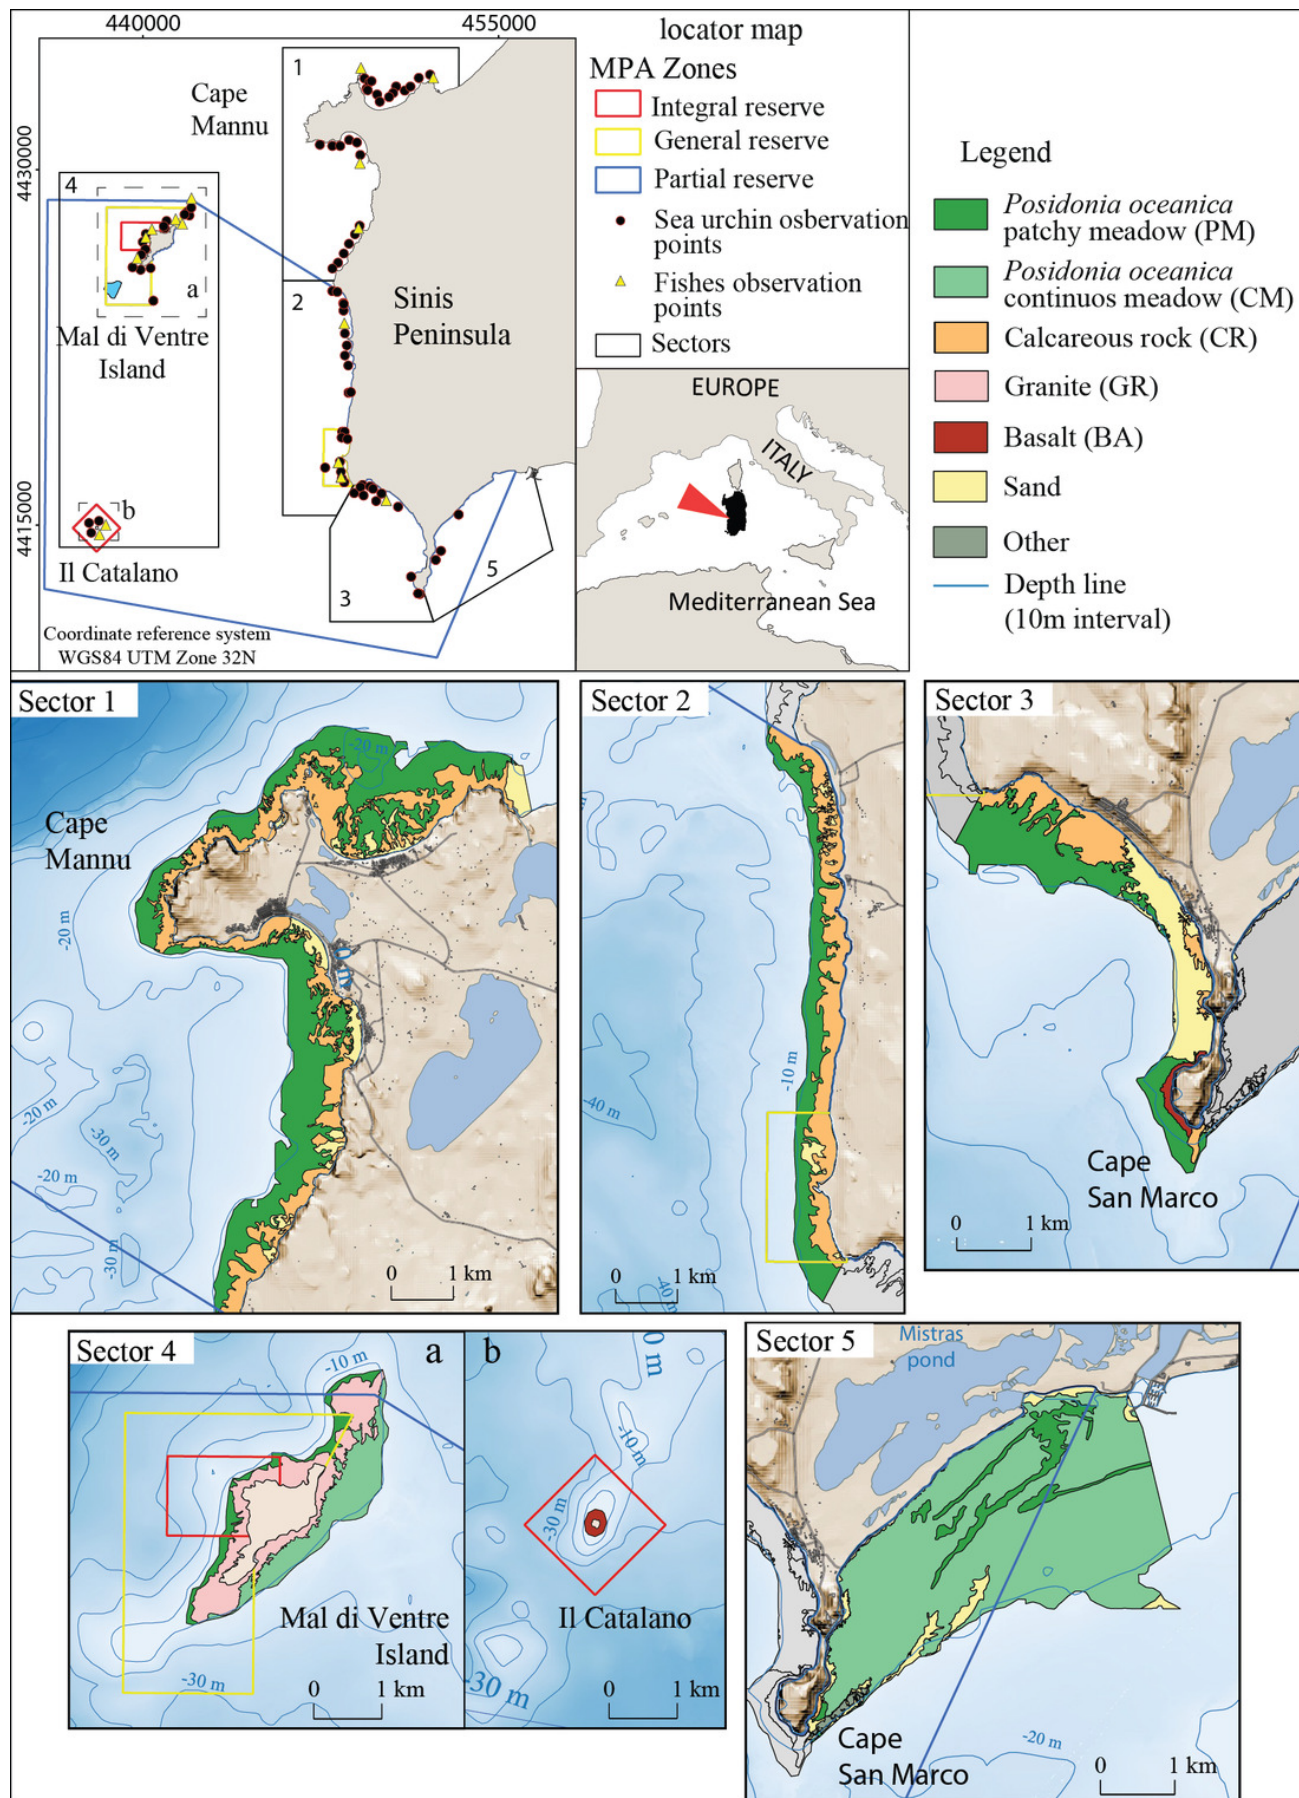 440000
455000
4430000
4415000
1
Cape
Mannu
4
a
Mal di Ventre
Island
2
Sinis
Peninsula
b
Il Catalano
3
5
Coordinate reference system
WGS84 UTM Zone 32N
locator map
MPA Zones
Integral reserve
General reserve
Partial reserve
Sea urchin osbervation
points
Fishes observation
points
Sectors
EUROPE
ITALY
Mediterranean Sea
Legend
Posidonia oceanica
patchy meadow (PM)
Posidonia oceanica
continuos meadow (CM)
Calcareous rock (CR)
Granite (GR)
Basalt (BA)
Sand
Other
Depth line
(10m interval)
Sector 1
-20 m
Cape
Mannu
-20 m
0 m
-20 m
-30 m
-20 m
-30 m
0 1 km
Sector 2
-10 m
-40 m
-40 m
0 1 km
Sector 3
Cape
San Marco
0 1 km
Sector 4
a
-10 m
Mal di Ventre
Island
-30 m
0 1 km
b
0 m
-10 m
-30 m
Il Catalano
-30 m
0 1 km
Sector 5
Mistras
pond
Cape
San Marco
-20 m
0 1 km